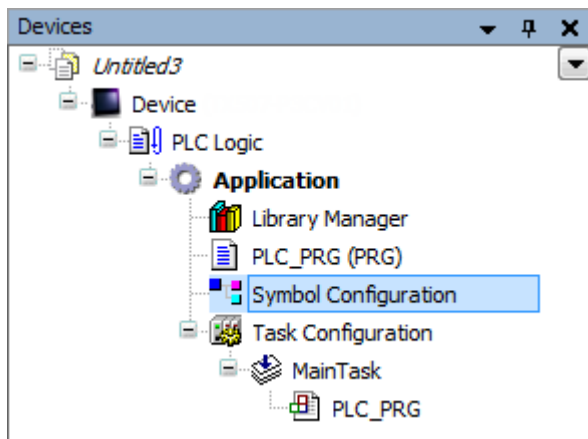 Devices
Untitled3
Device
PLC Logic
Application
Library Manager
PLC_PRG (PRG)
Symbol Configuration
Task Configuration
MainTask
PLC_PRG